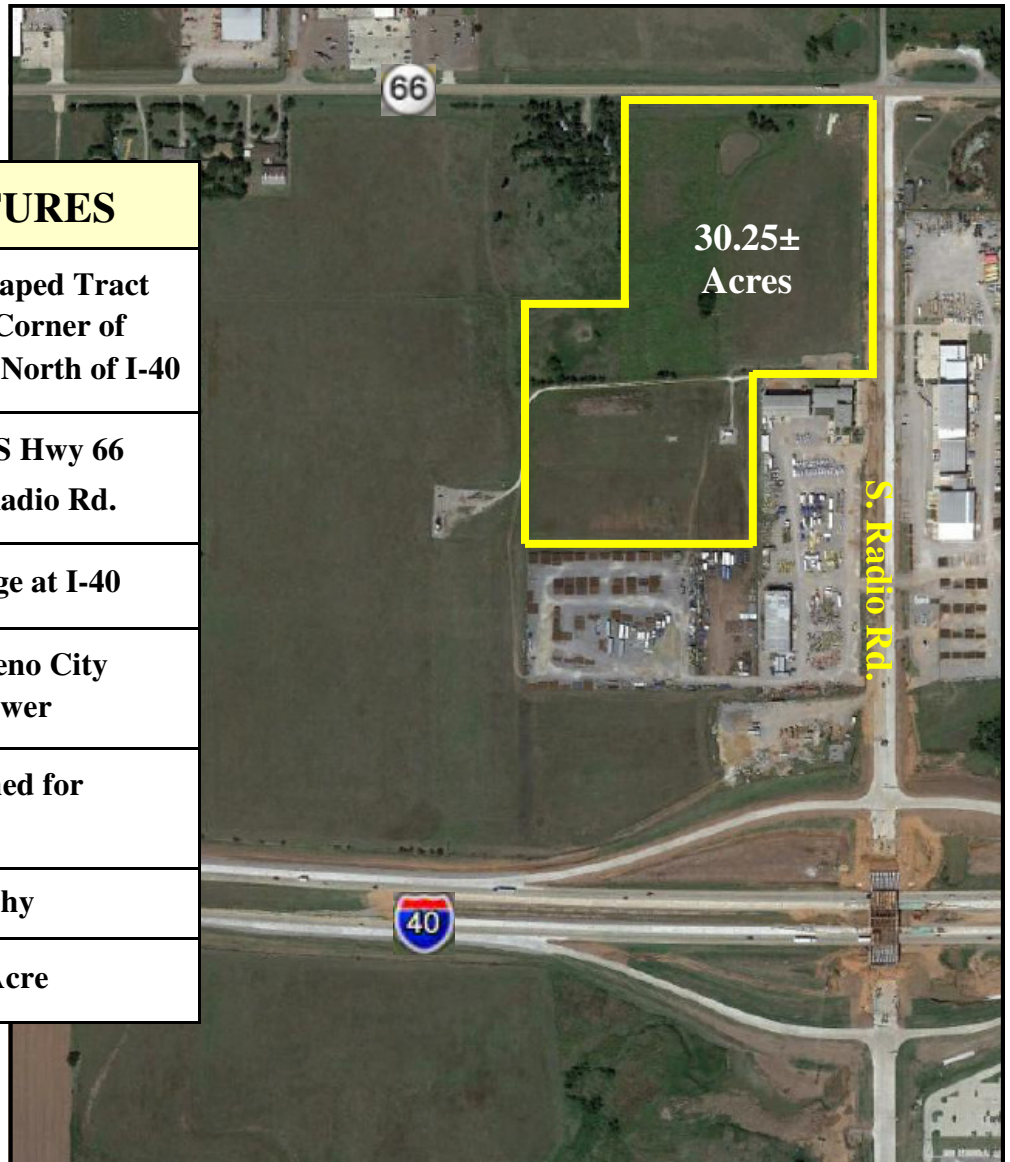 66
TURES
aped Tract
Corner of
North of I-40
S Hwy 66
adio Rd.
ge at I-40
eno City
wer
ed for
hy
Acre
30.25±
Acres
S. Radio Rd.
40